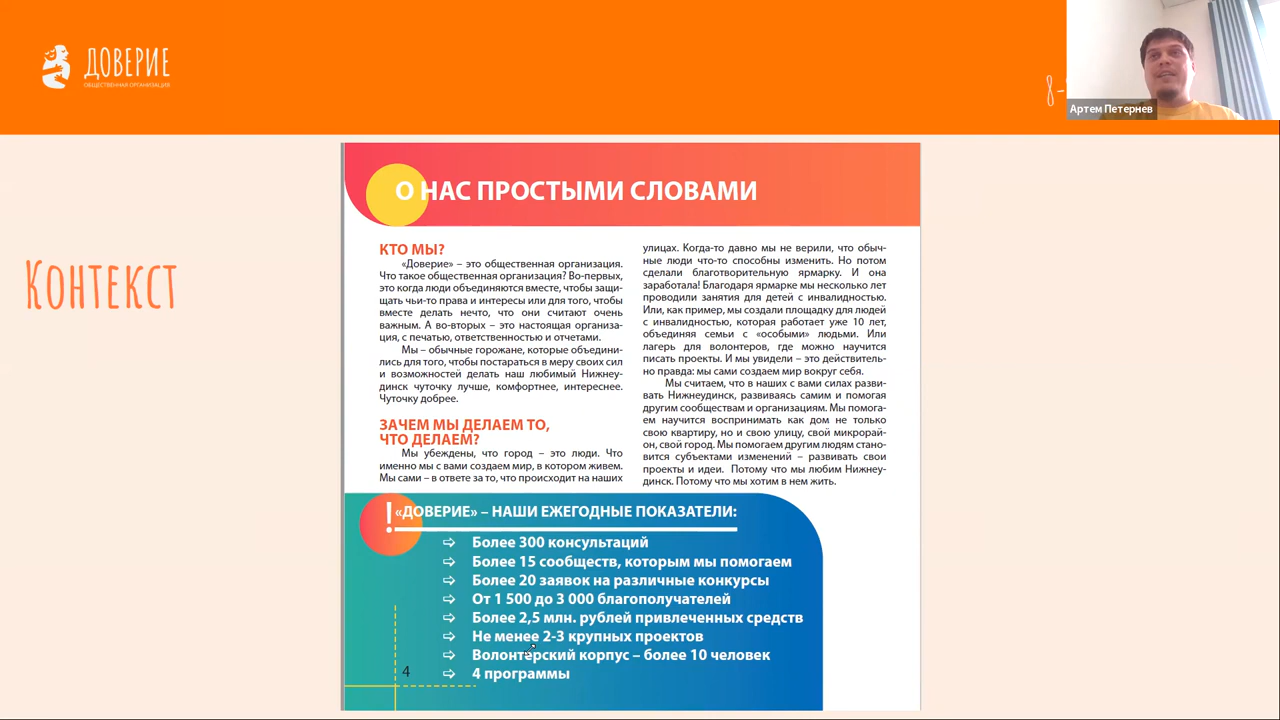 ДОВЕРИЕ
ОБЩЕСТВЕННАЯ ОРГАНИЗАЦИЯ
Артем Петернев
Контекст
О НАС ПРОСТЫМИ СЛОВАМИ
КТО МЫ?
«Доверие» – это общественная организация.
Что такое общественная организация? Во-первых,
это когда люди объединяются вместе, чтобы защи-
щать чьи-то права и интересы или для того, чтобы
вместе делать нечто, что они считают очень
важным. А во-вторых – это настоящая организа-
ция, с печатью, ответственностью и отчетами.
Мы – обычные горожане, которые объедини-
лись для того, чтобы постараться в меру своих сил
и возможностей делать наш любимый Нижнеу-
динск чуточку лучше, комфортнее, интереснее.
Чуточку добрее.
ЗАЧЕМ МЫ ДЕЛАЕМ ТО,
ЧТО ДЕЛАЕМ?
Мы убеждены, что город – это люди. Что
именно мы с вами создаем мир, в котором живем.
Мы сами – в ответе за то, что происходит на наших
улицах. Когда-то давно мы не верили, что обыч-
ные люди что-то способны изменить. Но потом
сделали благотворительную ярмарку. И она
заработала! Благодаря ярмарке мы несколько лет
проводили занятия для детей с инвалидностью.
Или, как пример, мы создали площадку для людей
с инвалидностью, которая работает уже 10 лет,
объединяя семьи с «особыми» людьми. Или
лагерь для волонтеров, где можно научится
писать проекты. И мы увидели – это действитель-
но правда: мы сами создаем мир вокруг себя.
Мы считаем, что в наших с вами силах разви-
вать Нижнеудинск, развиваясь самим и помогая
другим сообществам и организациям. Мы помога-
ем научится воспринимать как дом не только
свою квартиру, но и свою улицу, свой микрорай-
он, свой город. Мы помогаем другим людям стано-
вится субъектами изменений – развивать свои
проекты и идеи. Потому что мы любим Нижнеу-
динск. Потому что мы хотим в нем жить.
! «ДОВЕРИЕ» – НАШИ ЕЖЕГОДНЫЕ ПОКАЗАТЕЛИ:
⇨ Более 300 консультаций
⇨ Более 15 сообществ, которым мы помогаем
⇨ Более 20 заявок на различные конкурсы
⇨ От 1 500 до 3 000 благополучателей
⇨ Более 2,5 млн. рублей привлеченных средств
⇨ Не менее 2-3 крупных проектов
⇨ Волонтерский корпус – более 10 человек
⇨ 4 программы
4